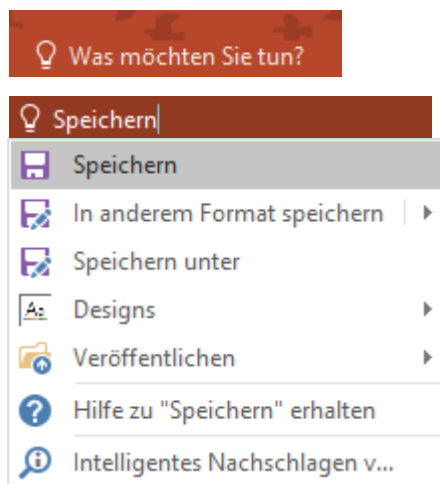 Was möchten Sie tun?
Speichern
Speichern
In anderem Format speichern
Speichern unter
Aa Designs
Veröffentlichen
Hilfe zu "Speichern" erhalten
Intelligentes Nachschlagen v...